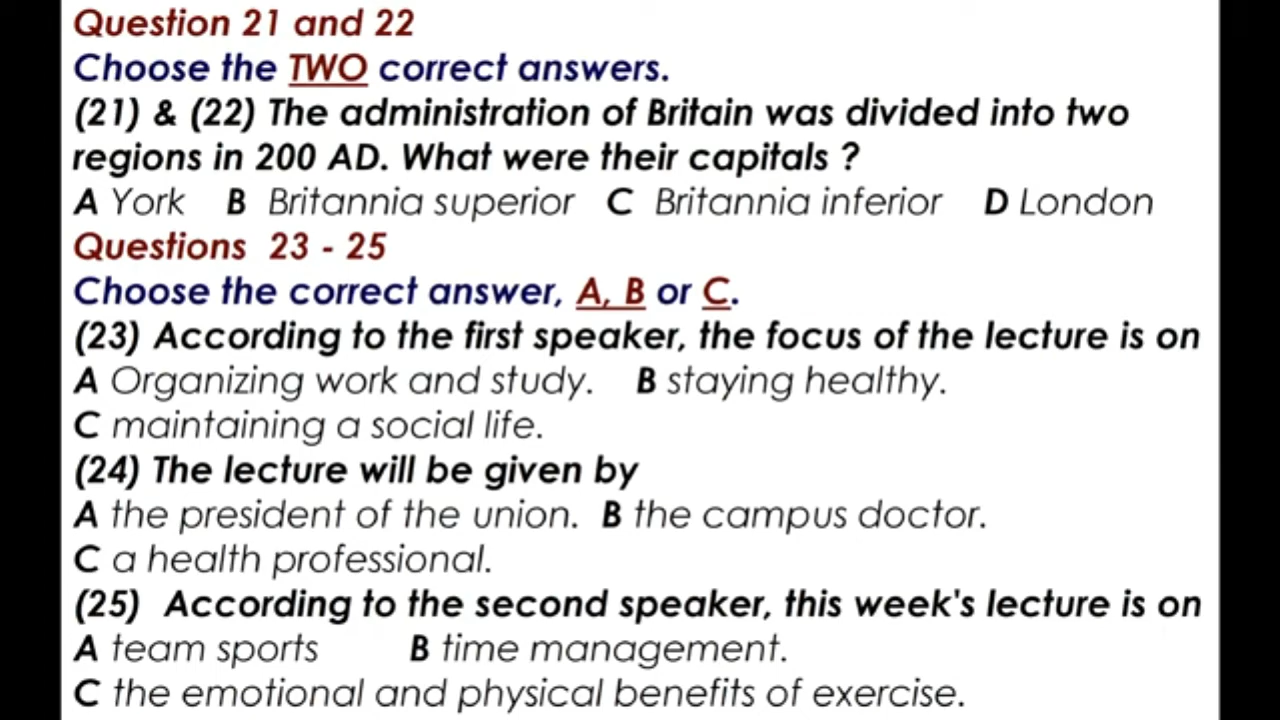 Question 21 and 22
Choose the TWO correct answers.
(21) & (22) The administration of Britain was divided into two
regions in 200 AD. What were their capitals ?
A York B Britannia superior C Britannia inferior D London
Questions 23 - 25
Choose the correct answer, A, B or C.
(23) According to the first speaker, the focus of the lecture is on
A Organizing work and study. B staying healthy.
C maintaining a social life.
(24) The lecture will be given by
A the president of the union. B the campus doctor.
C a health professional.
(25) According to the second speaker, this week's lecture is on
A team sports B time management.
C the emotional and physical benefits of exercise.